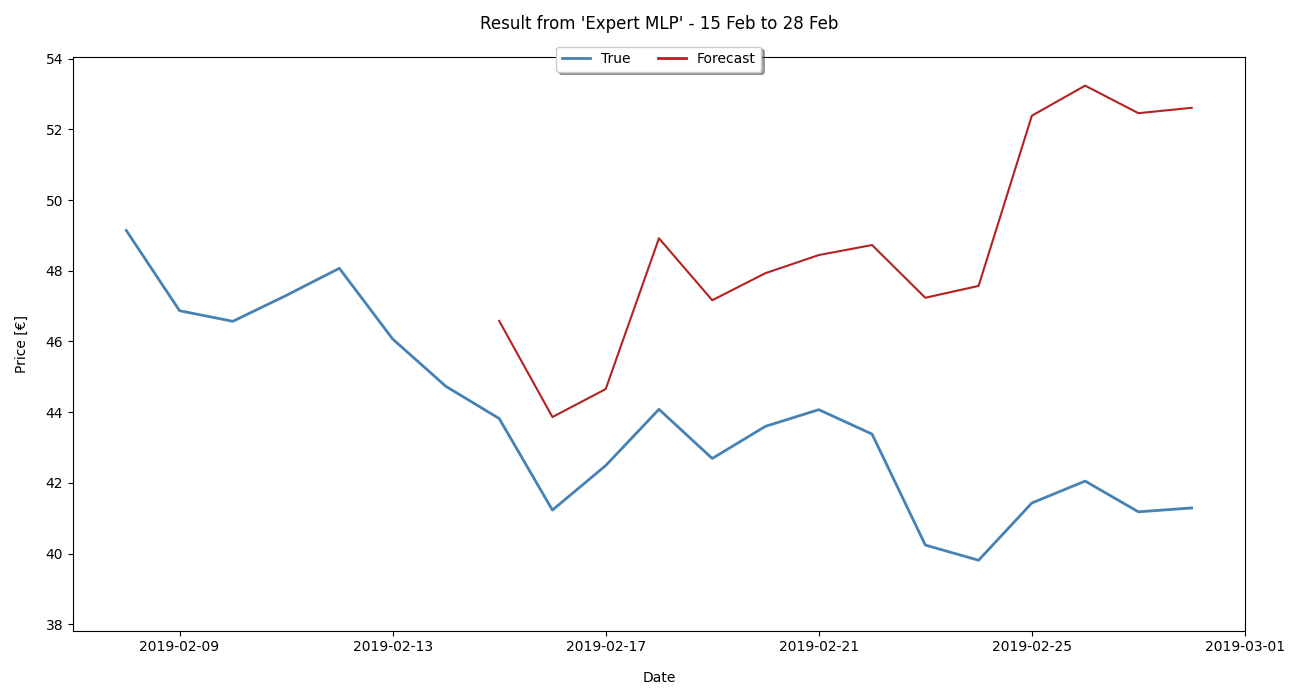 Result from 'Expert MLP' - 15 Feb to 28 Feb
True Forecast
54
52
50
48
46
44
42
40
38
Price [€]
2019-02-09 2019-02-13 2019-02-17 2019-02-21 2019-02-25 2019-03-01
Date